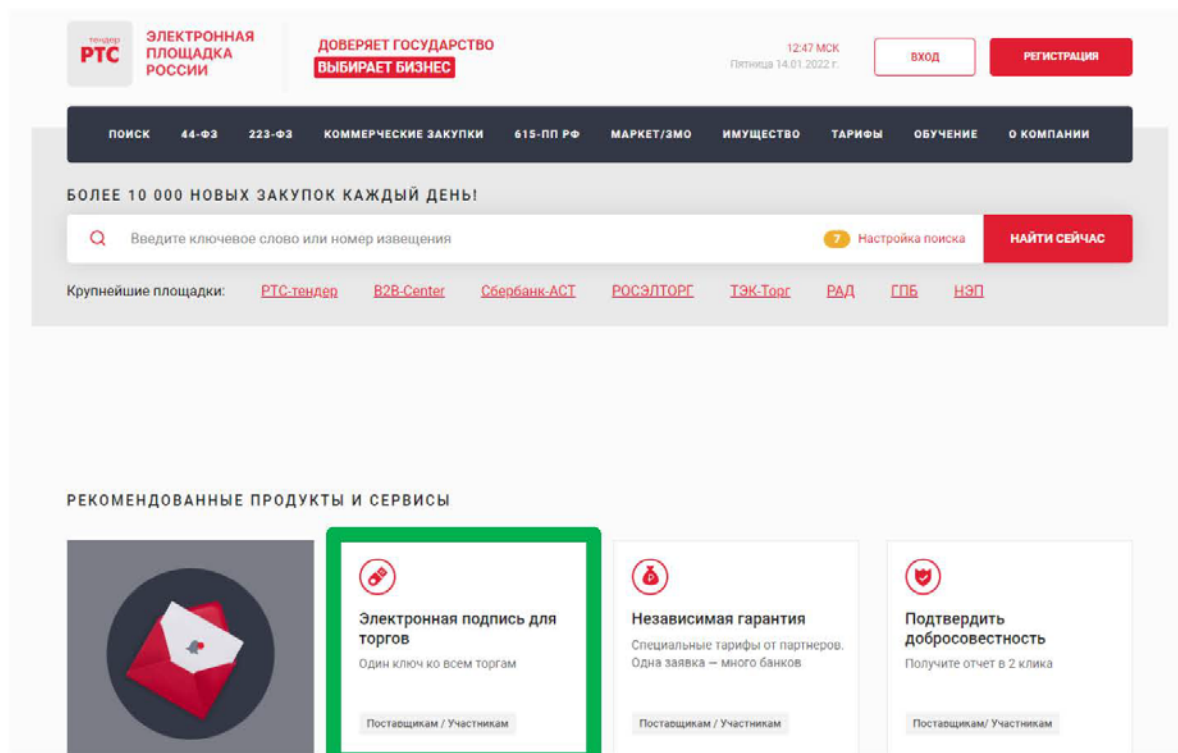 тендер
РТС
ЭЛЕКТРОННАЯ
ПЛОЩАДКА
РОССИИ
ДОВЕРЯЕТ ГОСУДАРСТВО
ВЫБИРАЕТ БИЗНЕС
12:47 МСК
Пятница 14.01.2022 г.
ВХОД
РЕГИСТРАЦИЯ
ПОИСК 44-ФЗ 223-ФЗ КОММЕРЧЕСКИЕ ЗАКУПКИ 615-ПП РФ МАРКЕТ/ЗМО ИМУЩЕСТВО ТАРИФЫ ОБУЧЕНИЕ О КОМПАНИИ
БОЛЕЕ 10 000 НОВЫХ ЗАКУПОК КАЖДЫЙ ДЕНЬ!
Введите ключевое слово или номер извещения 7 Настройка поиска НАЙТИ СЕЙЧАС
Крупнейшие площадки: РТС-тендер B2B-Center Сбербанк-АСТ РОСЭЛТОРГ ТЭК-Торг РАД ГПБ НЭП
РЕКОМЕНДОВАННЫЕ ПРОДУКТЫ И СЕРВИСЫ
Электронная подпись для
торгов
Один ключ ко всем торгам
Поставщикам / Участникам
Независимая гарантия
Специальные тарифы от партнеров.
Одна заявка — много банков
Поставщикам / Участникам
Подтвердить
добросовестность
Получите отчет в 2 клика
Поставщикам/ Участникам